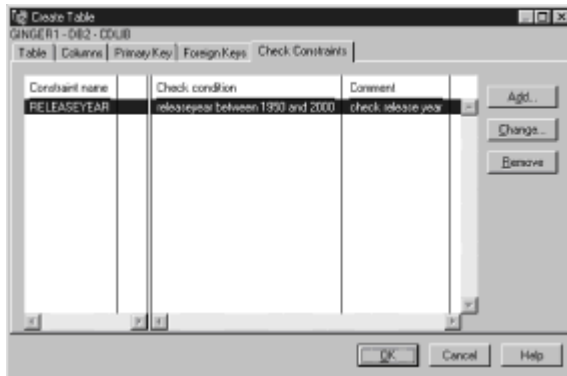 Create Table
GINGER1 - DB2 - CDLIB
Table Columns Primary Key Foreign Keys Check Constraints
Constraint name Check condition Comment
RELEASEYEAR releaseyear between 1950 and 2000 check release year
Add...
Change...
Remove
OK Cancel Help